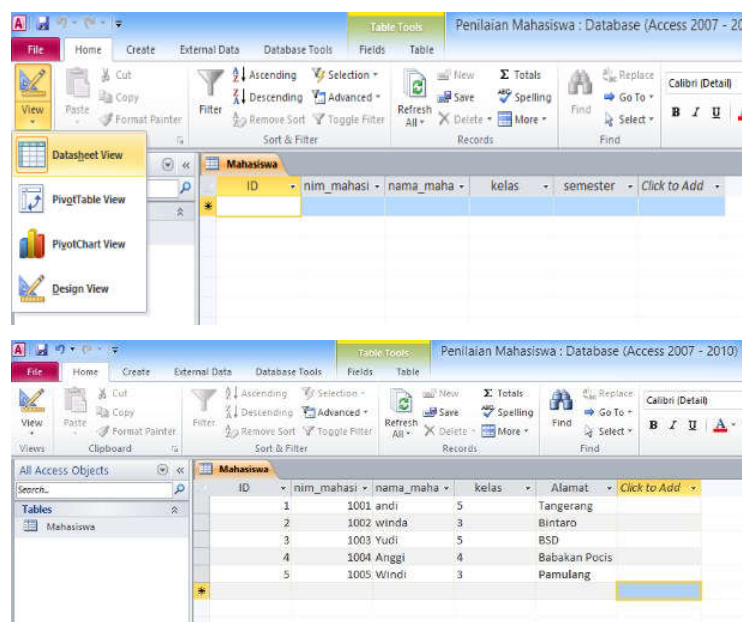 Table Tools Penilaian Mahasiswa : Database (Access 2007 - 20
File Home Create External Data Database Tools Fields Table
View Paste Cut Copy Format Painter
Filter Ascending Descending Remove Sort Selection Advanced Toggle Filter
Refresh All New Save Delete Totals Spelling More
Find Replace Go To Select Calibri (Detail) B I U
Sort & Filter Records Find
Datasheet View
PivotTable View
PivotChart View
Design View
Mahasiswa
ID nim_mahasi nama_maha kelas semester Click to Add
Table Tools Penilaian Mahasiswa : Database (Access 2007 - 2010)
File Home Create External Data Database Tools Fields Table
View Paste Cut Copy Format Painter
Filter Ascending Descending Remove Sort Selection Advanced Toggle Filter
Refresh All New Save Delete Totals Spelling More
Find Replace Go To Select Calibri (Detail) B I U A
Views Clipboard Sort & Filter Records Find
All Access Objects
Search...
Tables
Mahasiswa
Mahasiswa
ID nim_mahasi nama_maha kelas Alamat Click to Add
1 1001 andi 5 Tangerang
2 1002 winda 3 Bintaro
3 1003 Yudi 5 BSD
4 1004 Anggi 4 Babakan Pocis
5 1005 Windi 3 Pamulang